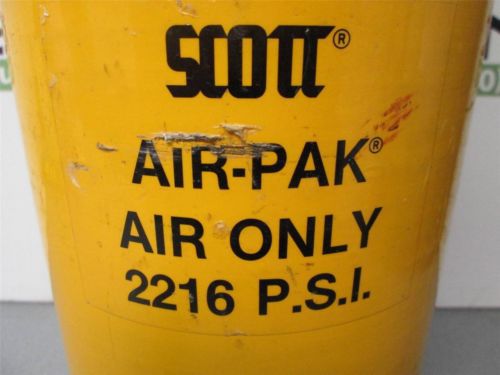 SCOTT®
AIR-PAK®
AIR ONLY
2216 P.S.I.